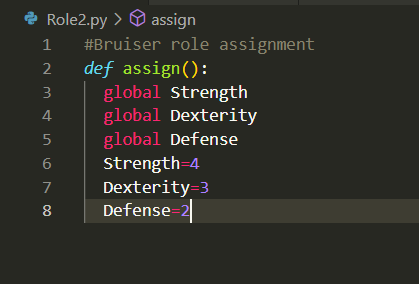 Role2.py > assign
1 #Bruiser role assignment
2 def assign():
3 global Strength
4 global Dexterity
5 global Defense
6 Strength=4
7 Dexterity=3
8 Defense=2